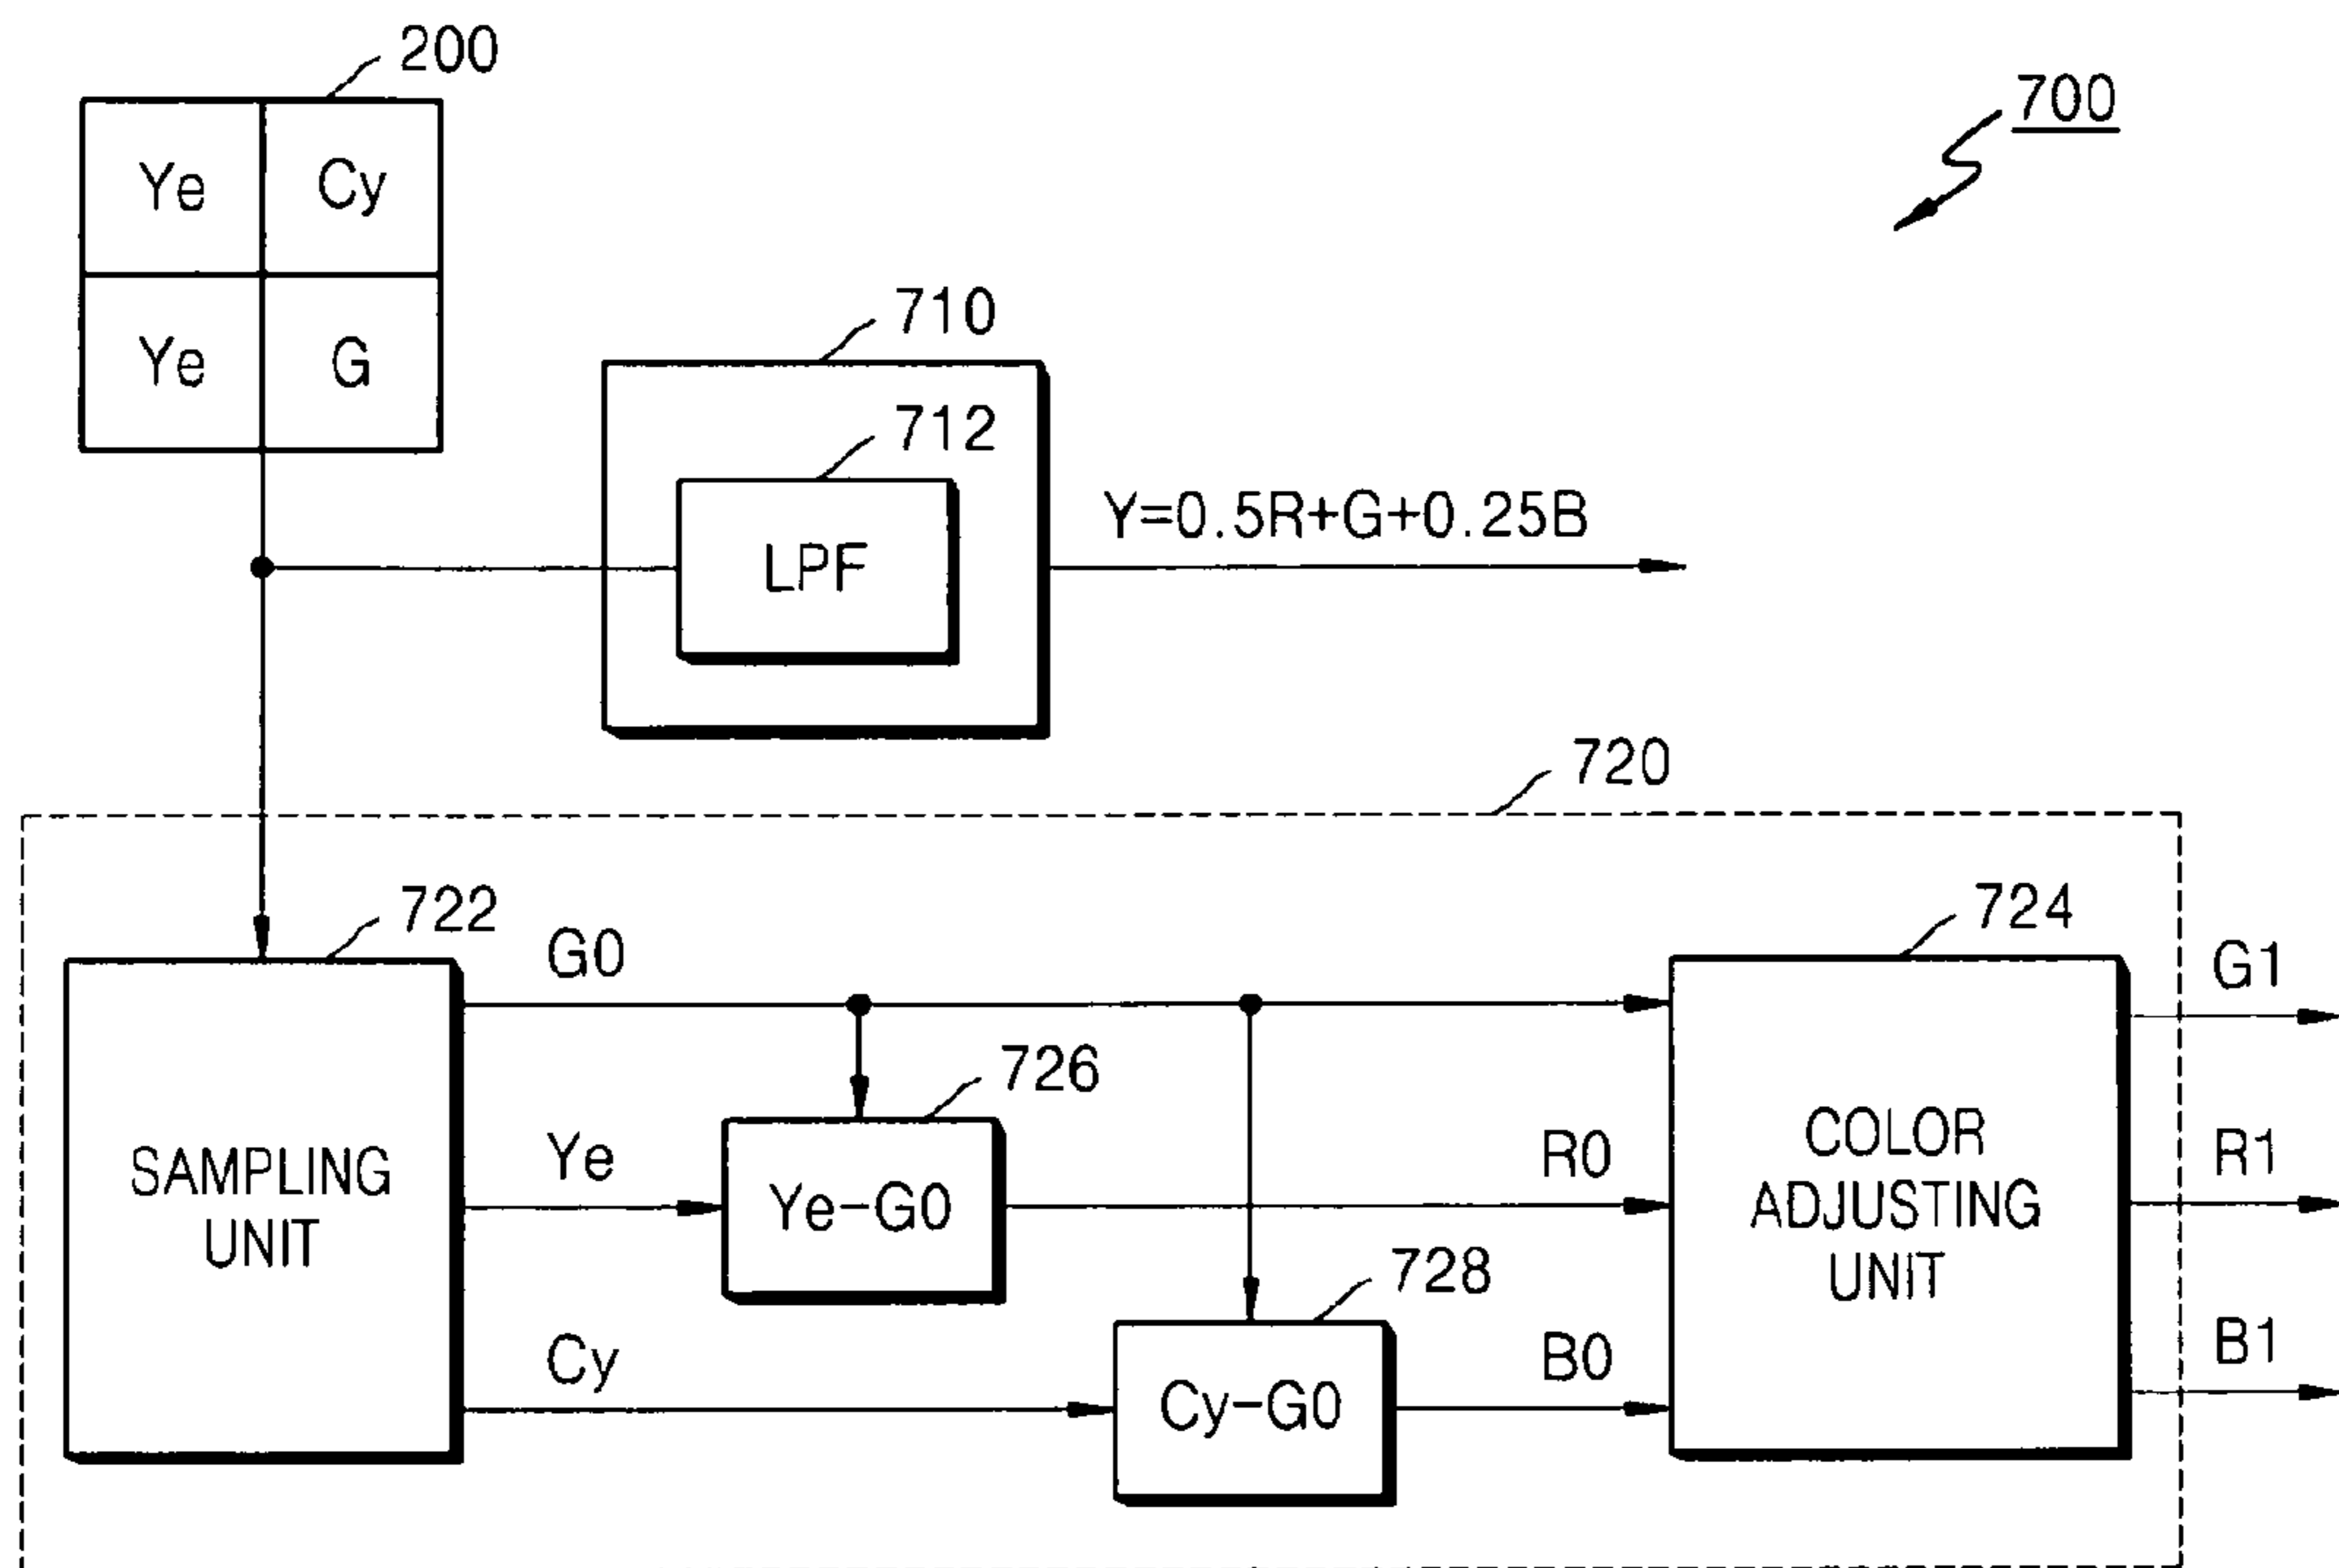 200
700
Ye Cy
Ye G
710
712
LPF
Y=0.5R+G+0.25B
720
722
724
G0
G1
726
SAMPLING
UNIT
Ye
Ye-G0
R0
COLOR
ADJUSTING
UNIT
R1
728
Cy
Cy-G0
B0
B1